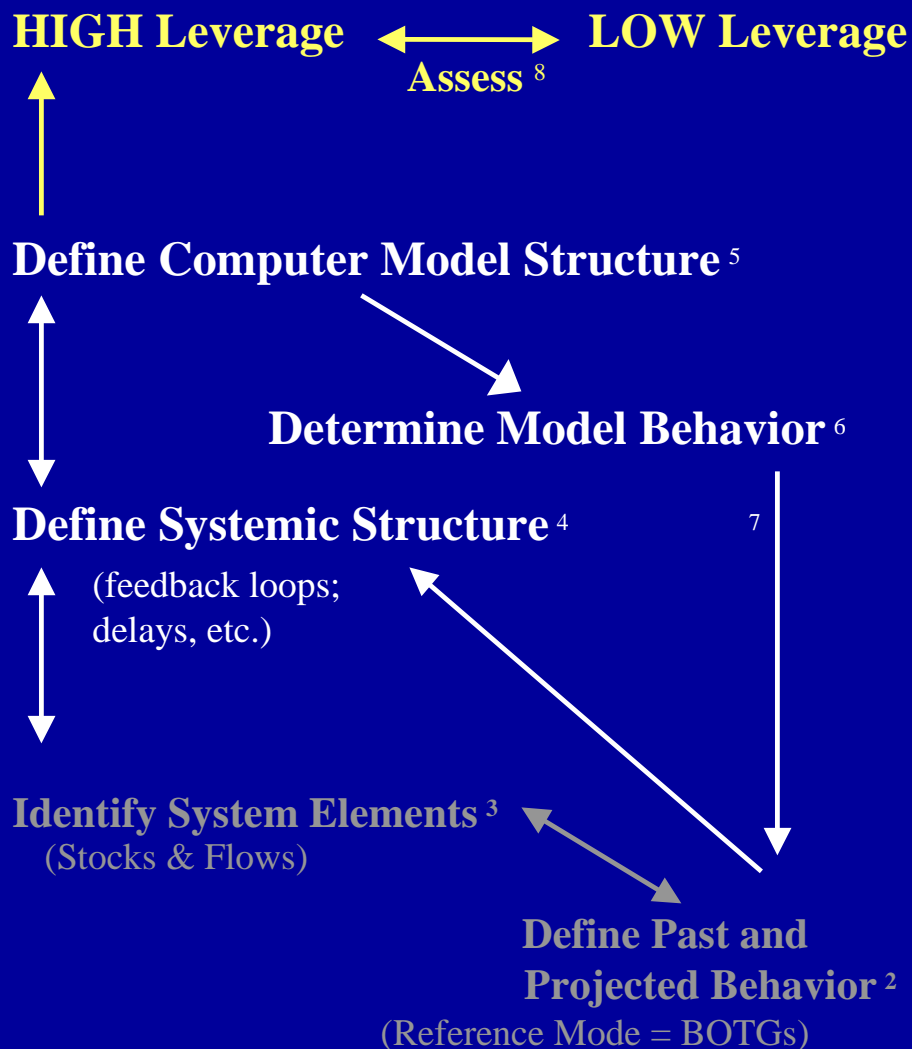 HIGH Leverage LOW Leverage
Assess 8
Define Computer Model Structure 5
Determine Model Behavior 6
Define Systemic Structure 4
7
(feedback loops;
delays, etc.)
Identify System Elements 3
(Stocks & Flows)
Define Past and
Projected Behavior 2
(Reference Mode = BOTGs)